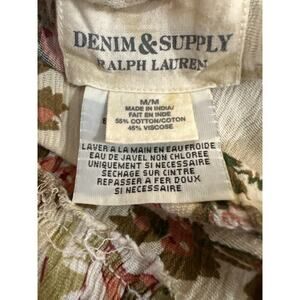 DENIM & SUPPLY
RALPH LAUREN
M/M
MADE IN INDIA/
FAIT EN INDE
55% COTTON/COTON
45% VISCOSE
LAVER A LA MAIN EN EAU FROIDE
EAU DE JAVEL NON CHLOREE
UNIQUEMENT SI NECESSAIRE
SECHAGE SUR CINTRE
REPASSER A FER DOUX
SI NECESSAIRE